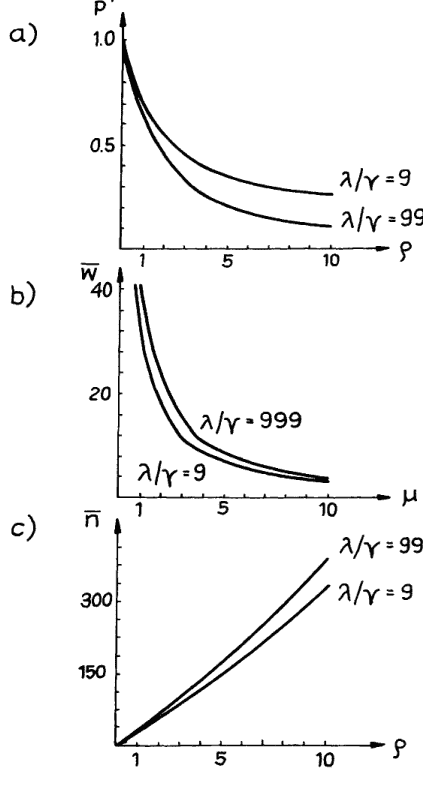 P'
a)
1.0
0.5
λ/γ = 9
λ/γ = 99
1 5 10 ρ
w̅
b)
40
20
λ/γ = 999
λ/γ = 9
1 5 10 μ
n̅
c)
λ/γ = 99
300
λ/γ = 9
150
1 5 10 ρ